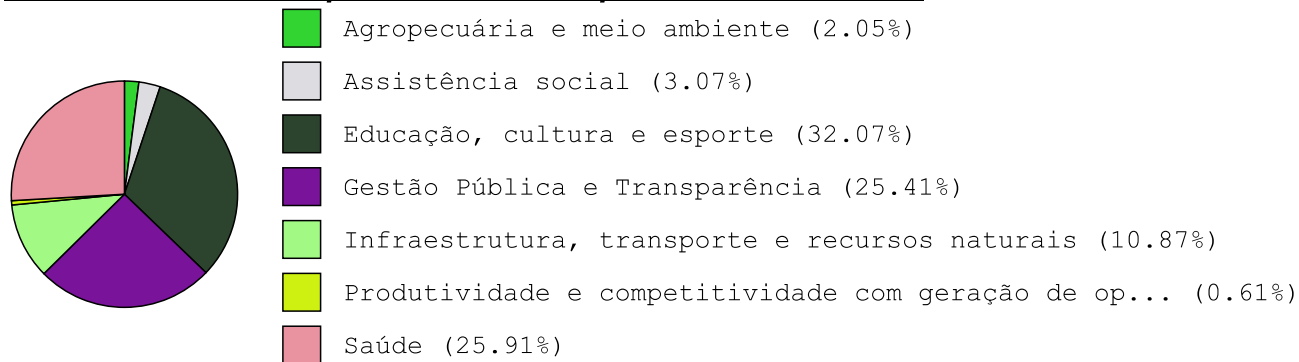 Agropecuária e meio ambiente (2.05%)
Assistência social (3.07%)
Educação, cultura e esporte (32.07%)
Gestão Pública e Transparência (25.41%)
Infraestrutura, transporte e recursos naturais (10.87%)
Produtividade e competitividade com geração de op... (0.61%)
Saúde (25.91%)